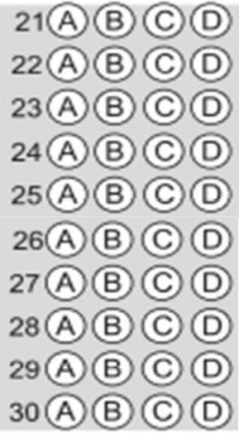 21 A B C D
22 A B C D
23 A B C D
24 A B C D
25 A B C D
26 A B C D
27 A B C D
28 A B C D
29 A B C D
30 A B C D